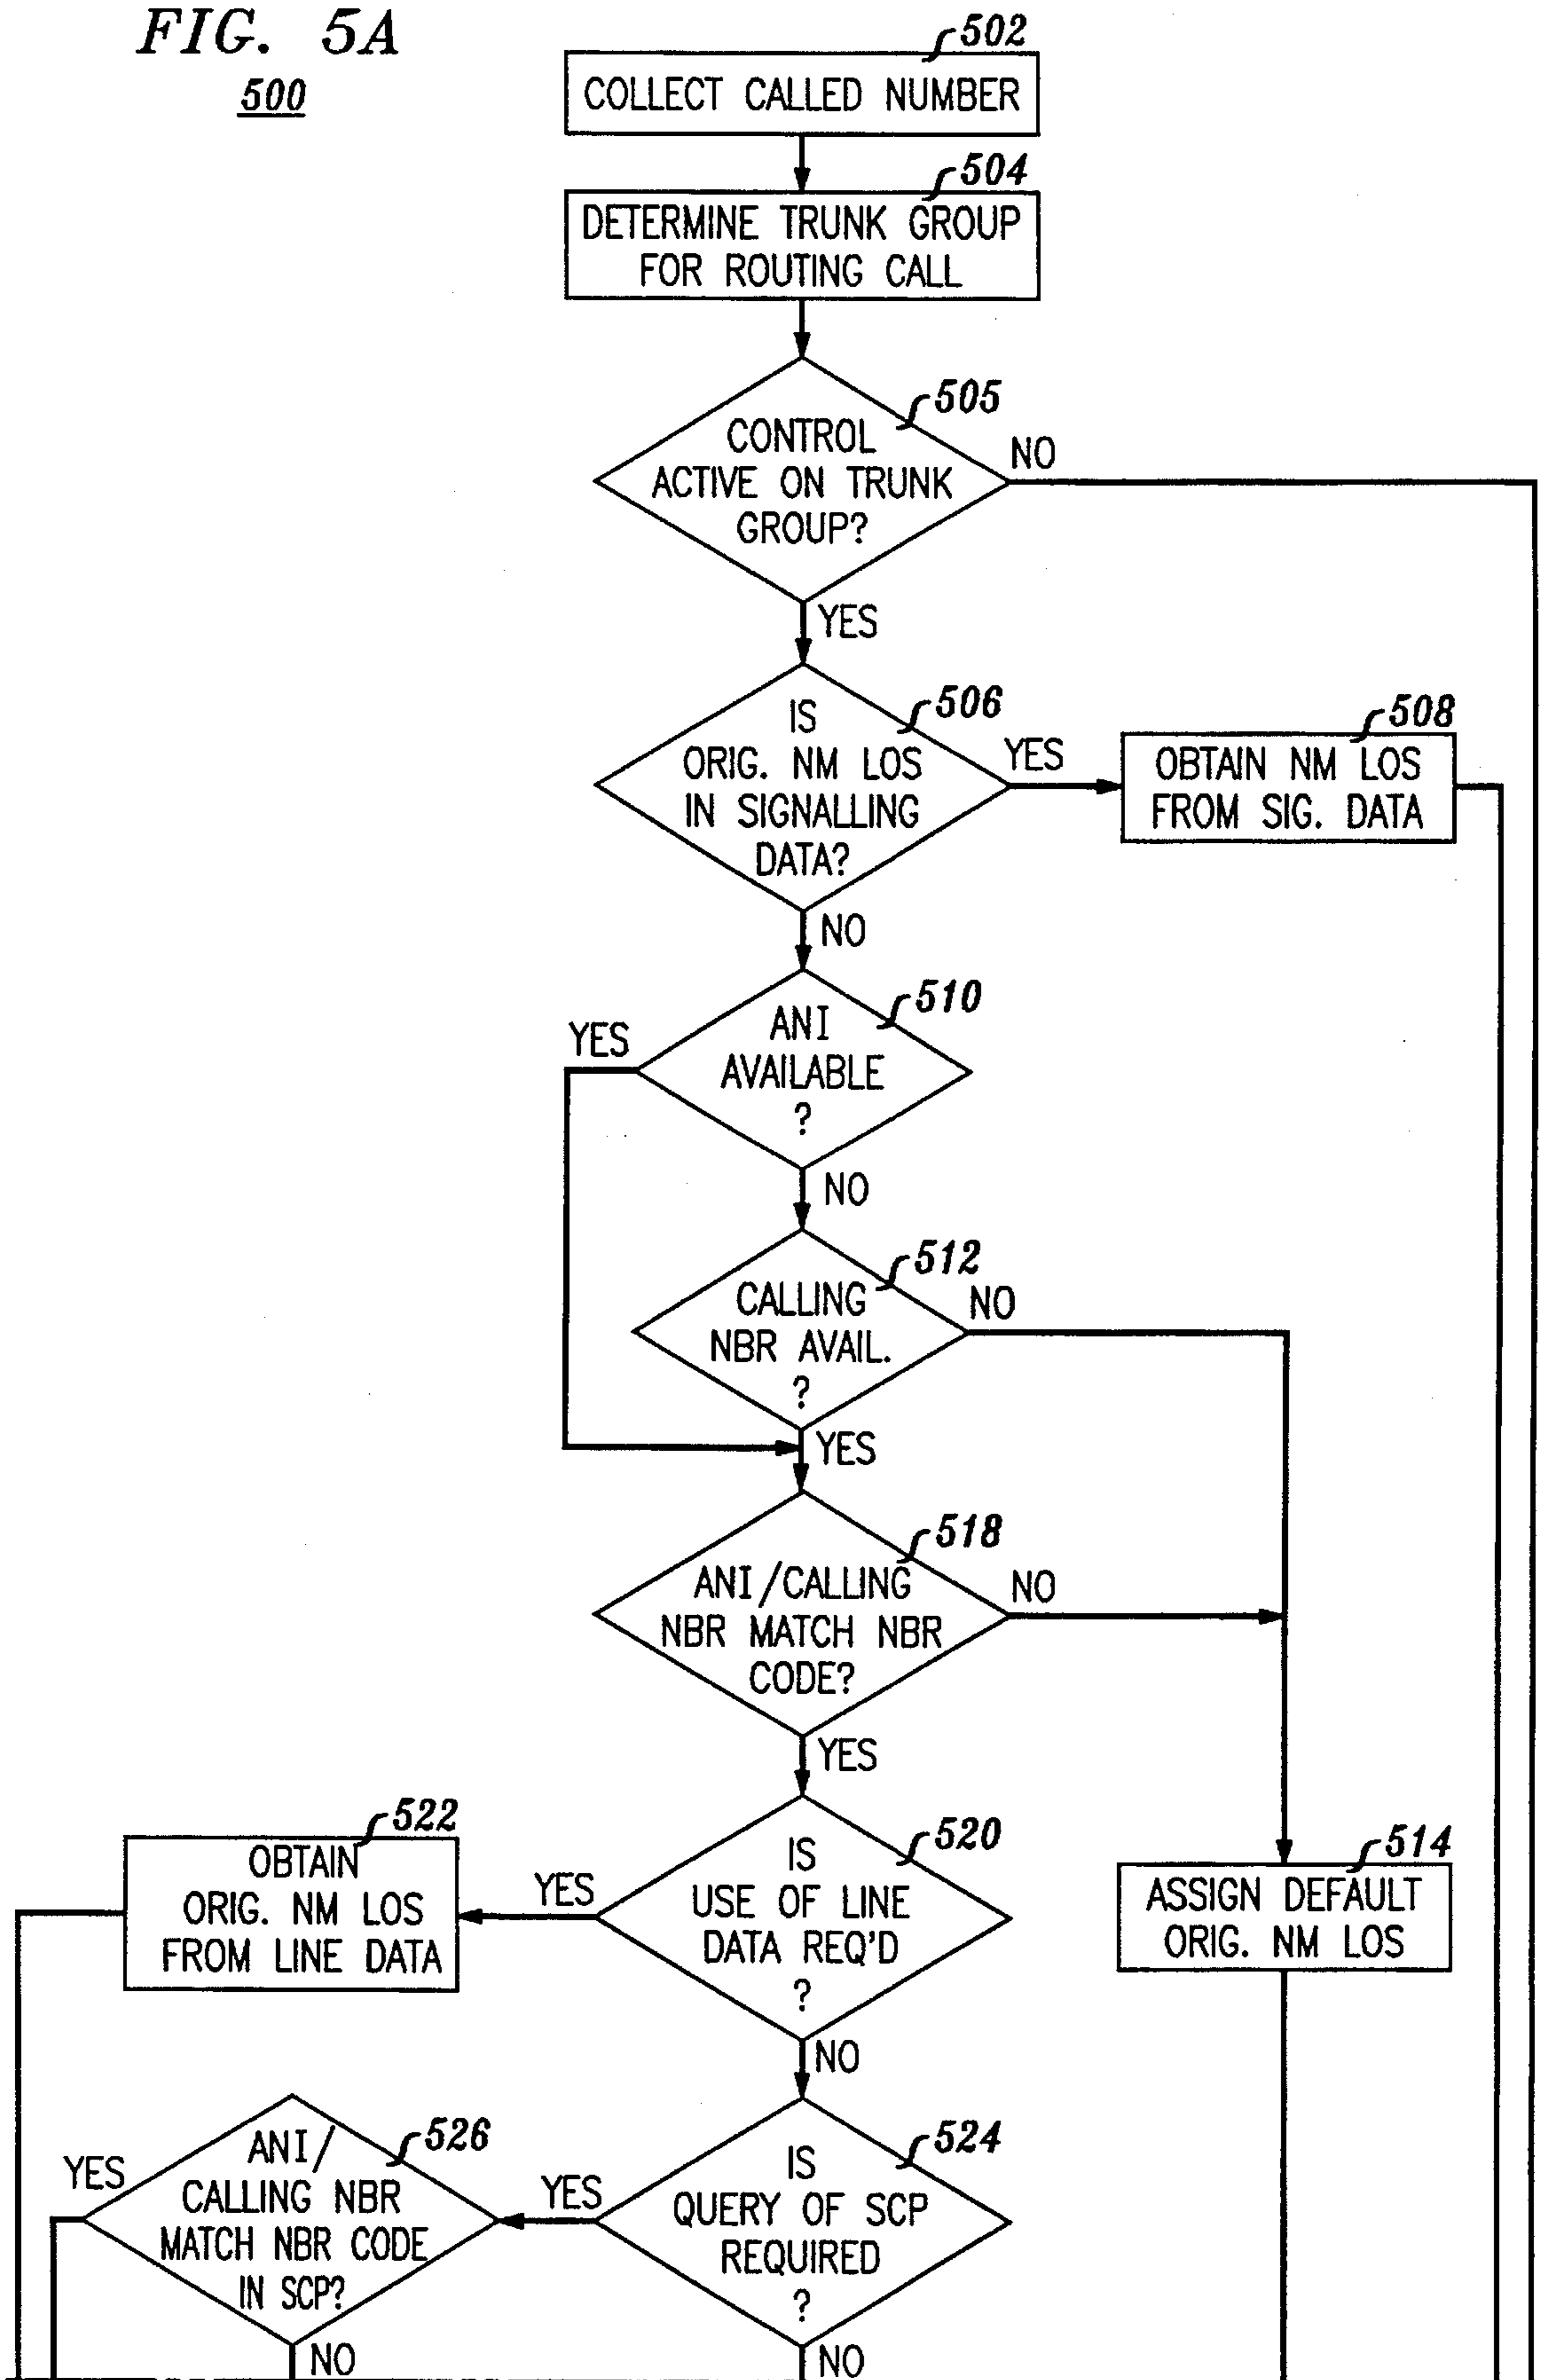 FIG. 5A
500
502
COLLECT CALLED NUMBER
504
DETERMINE TRUNK GROUP
FOR ROUTING CALL
505
CONTROL
ACTIVE ON TRUNK
GROUP?
NO
YES
506
IS
ORIG. NM LOS
IN SIGNALLING
DATA?
YES
508
OBTAIN NM LOS
FROM SIG. DATA
NO
510
ANI
AVAILABLE
?
YES
NO
512
CALLING
NBR AVAIL.
?
NO
YES
518
ANI/CALLING
NBR MATCH NBR
CODE?
NO
YES
520
IS
USE OF LINE
DATA REQ'D
?
YES
522
OBTAIN
ORIG. NM LOS
FROM LINE DATA
514
ASSIGN DEFAULT
ORIG. NM LOS
NO
524
IS
QUERY OF SCP
REQUIRED
?
YES
526
ANI/
CALLING NBR
MATCH NBR CODE
IN SCP?
YES
NO
NO